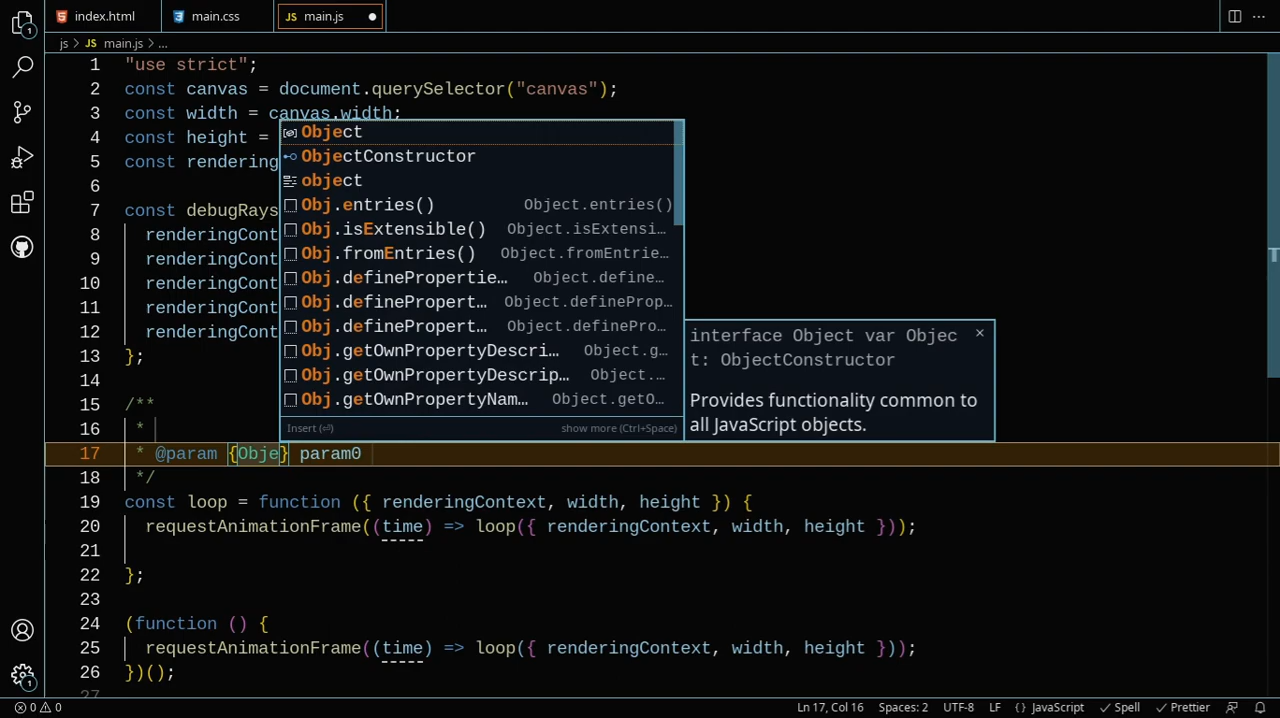 index.html main.css JS main.js
js > JS main.js > ...
1 "use strict";
2 const canvas = document.querySelector("canvas");
3 const width = canvas.width;
4 const height =
5 const rendering
6
7 const debugRays
8 renderingCont
9 renderingCont
10 renderingCont
11 renderingCont
12 renderingCont
13 };
14
15 /**
16 *
17 * @param {Obje} param0
18 */
19 const loop = function ({ renderingContext, width, height }) {
20 requestAnimationFrame((time) => loop({ renderingContext, width, height }));
21
22 };
23
24 (function () {
25 requestAnimationFrame((time) => loop({ renderingContext, width, height }));
26 })();
27
Object
ObjectConstructor
object
Obj.entries() Object.entries()
Obj.isExtensible() Object.isExtensi…
Obj.fromEntries() Object.fromEntrie…
Obj.definePropertie… Object.define…
Obj.definePropert… Object.defineProp…
Obj.definePropert… Object.definePro…
Obj.getOwnPropertyDescri… Object.g…
Obj.getOwnPropertyDescrip… Object.…
Obj.getOwnPropertyNam… Object.getO…
Insert (⏎) show more (Ctrl+Space)
interface Object var Objec ×
t: ObjectConstructor
Provides functionality common to
all JavaScript objects.
1
1
0 0 Ln 17, Col 16 Spaces: 2 UTF-8 LF {} JavaScript ✓ Spell ✓ Prettier